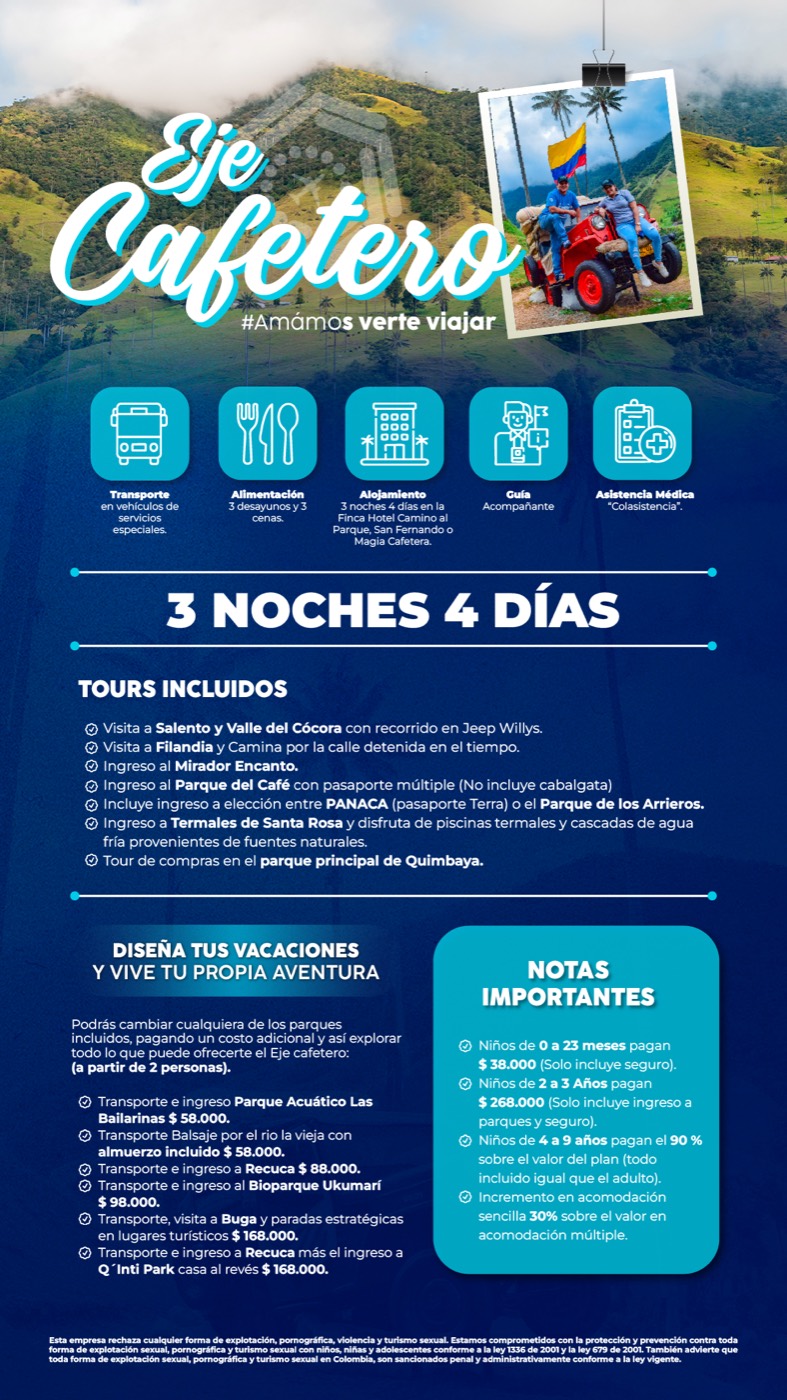 Eje
Cafetero
#Amámos verte viajar
Transporte
en vehículos de
servicios
especiales.
Alimentación
3 desayunos y 3
cenas.
Alojamiento
3 noches 4 días en la
Finca Hotel Camino al
Parque, San Fernando o
Magia Cafetera.
Guía
Acompañante
Asistencia Médica
"Colasistencia".
3 NOCHES 4 DÍAS
TOURS INCLUIDOS
Visita a Salento y Valle del Cócora con recorrido en Jeep Willys.
Visita a Filandia y Camina por la calle detenida en el tiempo.
Ingreso al Mirador Encanto.
Ingreso al Parque del Café con pasaporte múltiple (No incluye cabalgata)
Incluye ingreso a elección entre PANACA (pasaporte Terra) o el Parque de los Arrieros.
Ingreso a Termales de Santa Rosa y disfruta de piscinas termales y cascadas de agua
fría provenientes de fuentes naturales.
Tour de compras en el parque principal de Quimbaya.
DISEÑA TUS VACACIONES
Y VIVE TU PROPIA AVENTURA
Podrás cambiar cualquiera de los parques
incluidos, pagando un costo adicional y así explorar
todo lo que puede ofrecerte el Eje cafetero:
(a partir de 2 personas).
Transporte e ingreso Parque Acuático Las
Bailarinas $ 58.000.
Transporte Balsaje por el rio la vieja con
almuerzo incluido $ 58.000.
Transporte e ingreso a Recuca $ 88.000.
Transporte e ingreso al Bioparque Ukumarí
$ 98.000.
Transporte, visita a Buga y paradas estratégicas
en lugares turísticos $ 168.000.
Transporte e ingreso a Recuca más el ingreso a
Q´Inti Park casa al revés $ 168.000.
NOTAS
IMPORTANTES
Niños de 0 a 23 meses pagan
$ 38.000 (Solo incluye seguro).
Niños de 2 a 3 Años pagan
$ 268.000 (Solo incluye ingreso a
parques y seguro).
Niños de 4 a 9 años pagan el 90 %
sobre el valor del plan (todo
incluido igual que el adulto).
Incremento en acomodación
sencilla 30% sobre el valor en
acomodación múltiple.
Esta empresa rechaza cualquier forma de explotación, pornográfica, violencia y turismo sexual. Estamos comprometidos con la protección y prevención contra toda
forma de explotación sexual, pornográfica y turismo sexual con niños, niñas y adolescentes conforme a la ley 1336 de 2001 y la ley 679 de 2001. También advierte que
toda forma de explotación sexual, pornográfica y turismo sexual en Colombia, son sancionados penal y administrativamente conforme a la ley vigente.